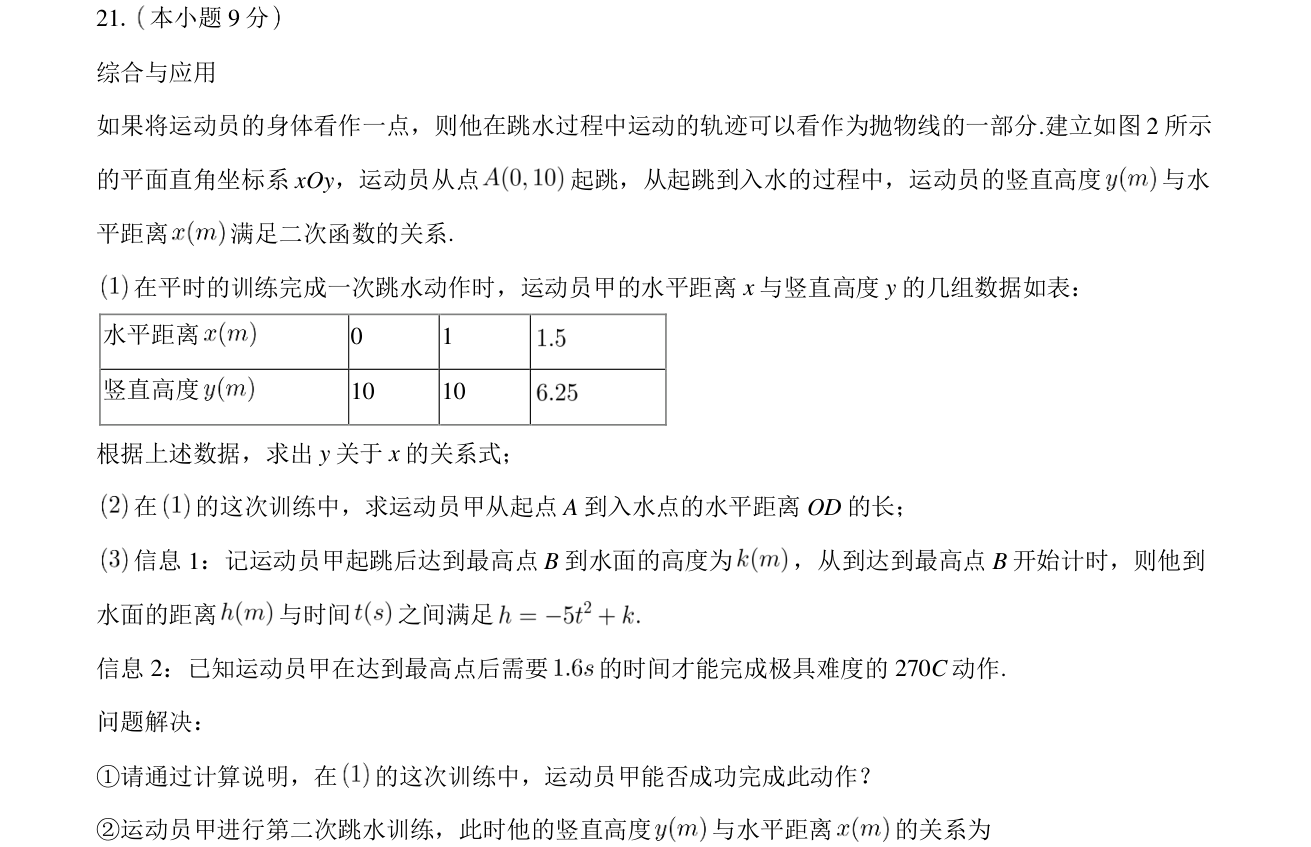 21.（本小题 9 分）
综合与应用
如果将运动员的身体看作一点，则他在跳水过程中运动的轨迹可以看作为抛物线的一部分.建立如图 2 所示
的平面直角坐标系 xOy，运动员从点 A(0,10) 起跳，从起跳到入水的过程中，运动员的竖直高度 y(m) 与水
平距离 x(m) 满足二次函数的关系.
(1) 在平时的训练完成一次跳水动作时，运动员甲的水平距离 x 与竖直高度 y 的几组数据如表：
水平距离 x(m) 0 1 1.5
竖直高度 y(m) 10 10 6.25
根据上述数据，求出 y 关于 x 的关系式；
(2) 在 (1) 的这次训练中，求运动员甲从起点 A 到入水点的水平距离 OD 的长；
(3) 信息 1：记运动员甲起跳后达到最高点 B 到水面的高度为 k(m)，从到达到最高点 B 开始计时，则他到
水面的距离 h(m) 与时间 t(s) 之间满足 h = −5t² + k.
信息 2：已知运动员甲在达到最高点后需要 1.6s 的时间才能完成极具难度的 270C 动作.
问题解决：
①请通过计算说明，在 (1) 的这次训练中，运动员甲能否成功完成此动作？
②运动员甲进行第二次跳水训练，此时他的竖直高度 y(m) 与水平距离 x(m) 的关系为